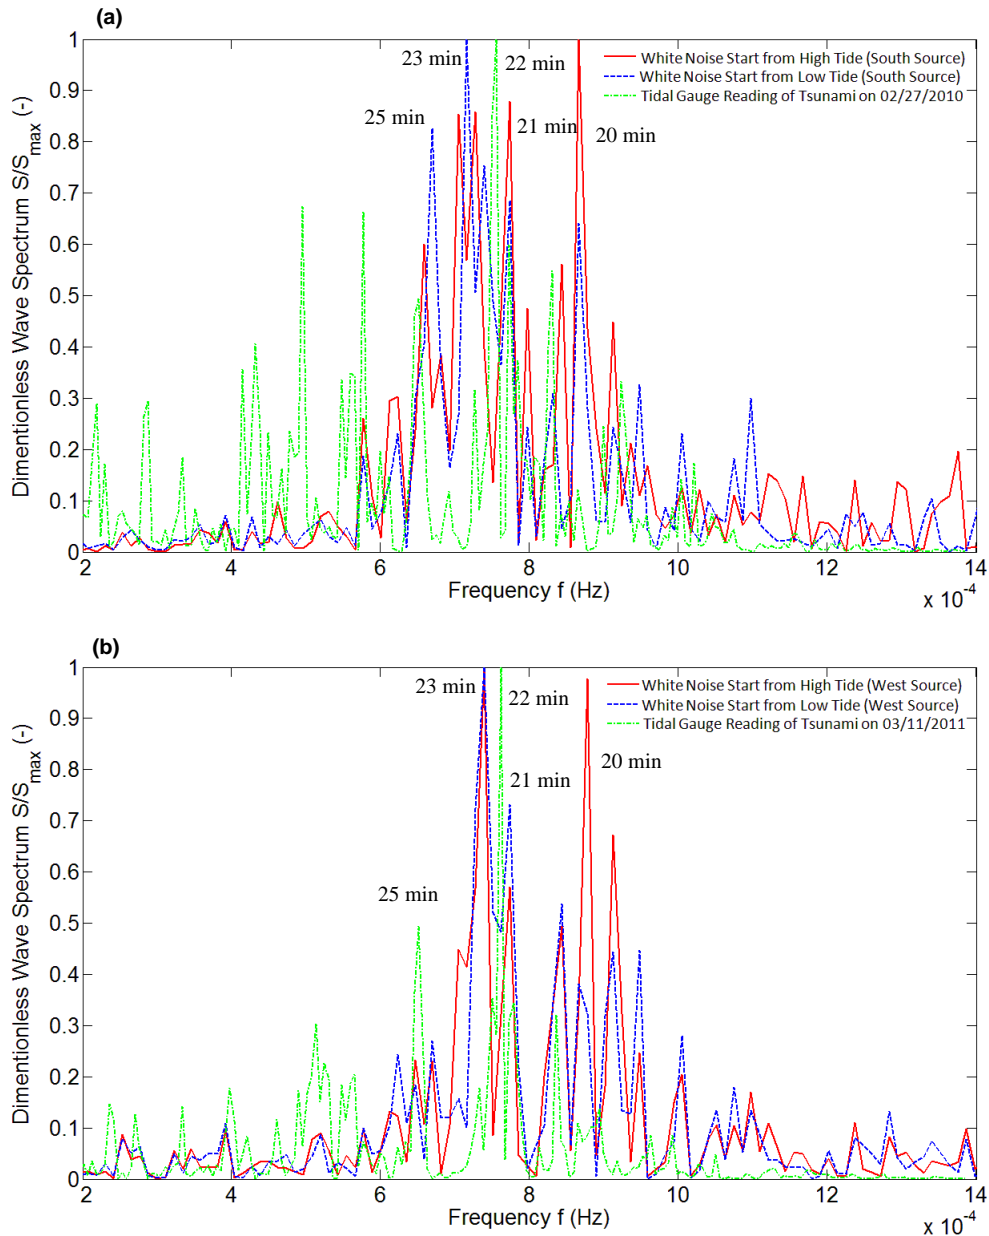 (a)
White Noise Start from High Tide (South Source)
White Noise Start from Low Tide (South Source)
Tidal Gauge Reading of Tsunami on 02/27/2010
23 min
22 min
25 min
21 min
20 min
Dimentionless Wave Spectrum S/S_max (-)
1
0.9
0.8
0.7
0.6
0.5
0.4
0.3
0.2
0.1
0
2
4
6
8
10
12
14
Frequency f (Hz)
x 10^-4
(b)
White Noise Start from High Tide (West Source)
White Noise Start from Low Tide (West Source)
Tidal Gauge Reading of Tsunami on 03/11/2011
23 min
22 min
20 min
21 min
25 min
Dimentionless Wave Spectrum S/S_max (-)
1
0.9
0.8
0.7
0.6
0.5
0.4
0.3
0.2
0.1
0
2
4
6
8
10
12
14
Frequency f (Hz)
x 10^-4